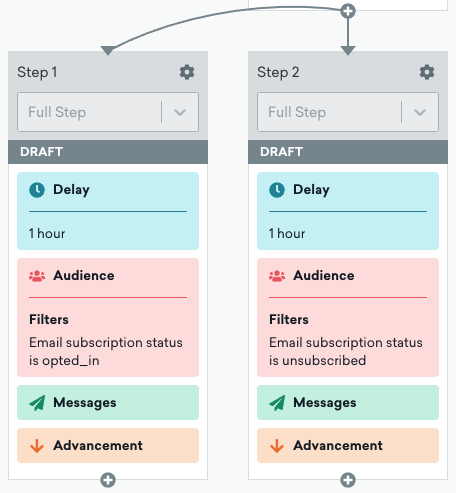 Step 1
Full Step
DRAFT
Delay
1 hour
Audience
Filters
Email subscription status
is opted_in
Messages
Advancement
Step 2
Full Step
DRAFT
Delay
1 hour
Audience
Filters
Email subscription status
is unsubscribed
Messages
Advancement